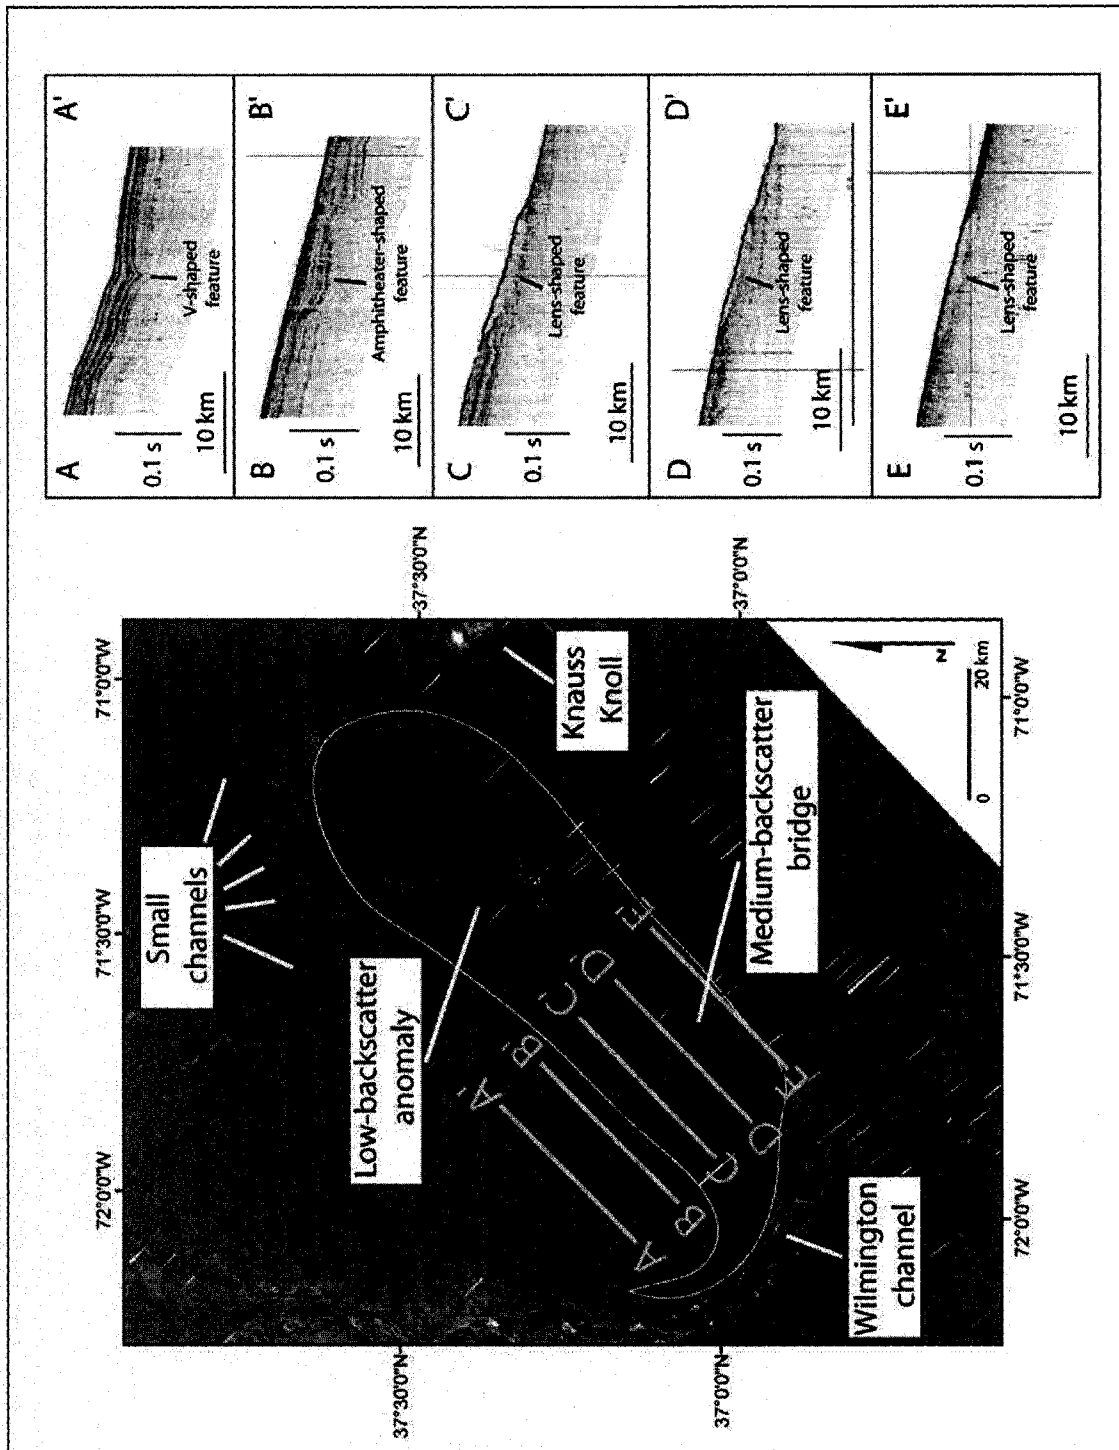 A
A'
0.1 s
10 km
V-shaped
feature
B
B'
0.1 s
10 km
Amphitheater-shaped
feature
C
C'
0.1 s
10 km
Lens-shaped
feature
D
D'
0.1 s
10 km
Lens-shaped
feature
E
E'
0.1 s
10 km
Lens-shaped
feature
72°0'0"W
71°30'0"W
71°0'0"W
37°30'0"N
37°0'0"N
37°30'0"N
37°0'0"N
72°0'0"W
71°30'0"W
71°0'0"W
Small
channels
Low-backscatter
anomaly
Knauss
Knoll
Medium-backscatter
bridge
Wilmington
channel
A
A'
B
B'
C
C'
D
D'
E
E'
N
0
20 km